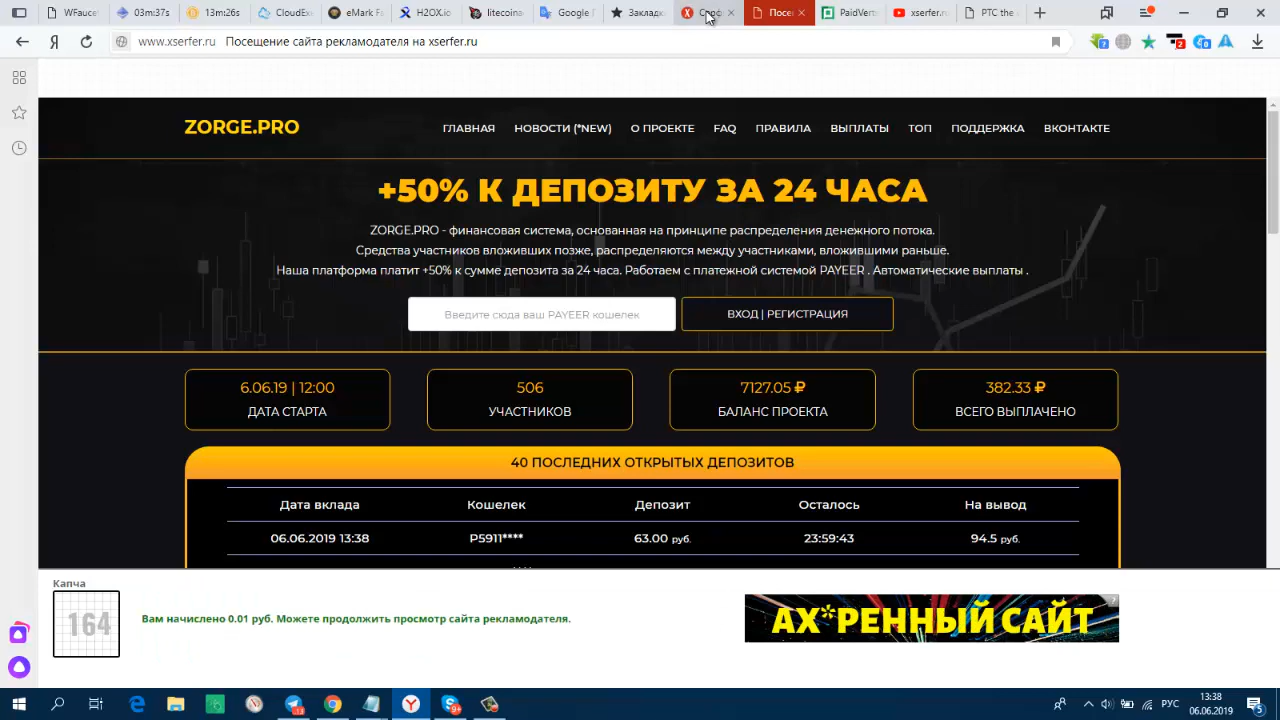 WFaucet
03m37s
13m26s
CloudEx
eMark Fa
H2OX.io
litecoine
Google
Закладк
Посе
PaidVert
xserfer.ru
PTC the
www.xserfer.ru Посещение сайта рекламодателя на xserfer.ru
ZORGE.PRO
ГЛАВНАЯ НОВОСТИ (*NEW) О ПРОЕКТЕ FAQ ПРАВИЛА ВЫПЛАТЫ ТОП ПОДДЕРЖКА ВКОНТАКТЕ
+50% К ДЕПОЗИТУ ЗА 24 ЧАСА
ZORGE.PRO - финансовая система, основанная на принципе распределения денежного потока.
Средства участников вложивших позже, распределяются между участниками, вложившими раньше.
Наша платформа платит +50% к сумме депозита за 24 часа. Работаем с платежной системой PAYEER . Автоматические выплаты .
Введите сюда ваш PAYEER кошелек
ВХОД | РЕГИСТРАЦИЯ
6.06.19 | 12:00
ДАТА СТАРТА
506
УЧАСТНИКОВ
7127.05 ₽
БАЛАНС ПРОЕКТА
382.33 ₽
ВСЕГО ВЫПЛАЧЕНО
40 ПОСЛЕДНИХ ОТКРЫТЫХ ДЕПОЗИТОВ
Дата вклада Кошелек Депозит Осталось На вывод
06.06.2019 13:38 P5911**** 63.00 руб. 23:59:43 94.5 руб.
Капча
164
Вам начислено 0.01 руб. Можете продолжить просмотр сайта рекламодателя.
АХ*РЕННЫЙ САЙТ
РУС
13:38
06.06.2019